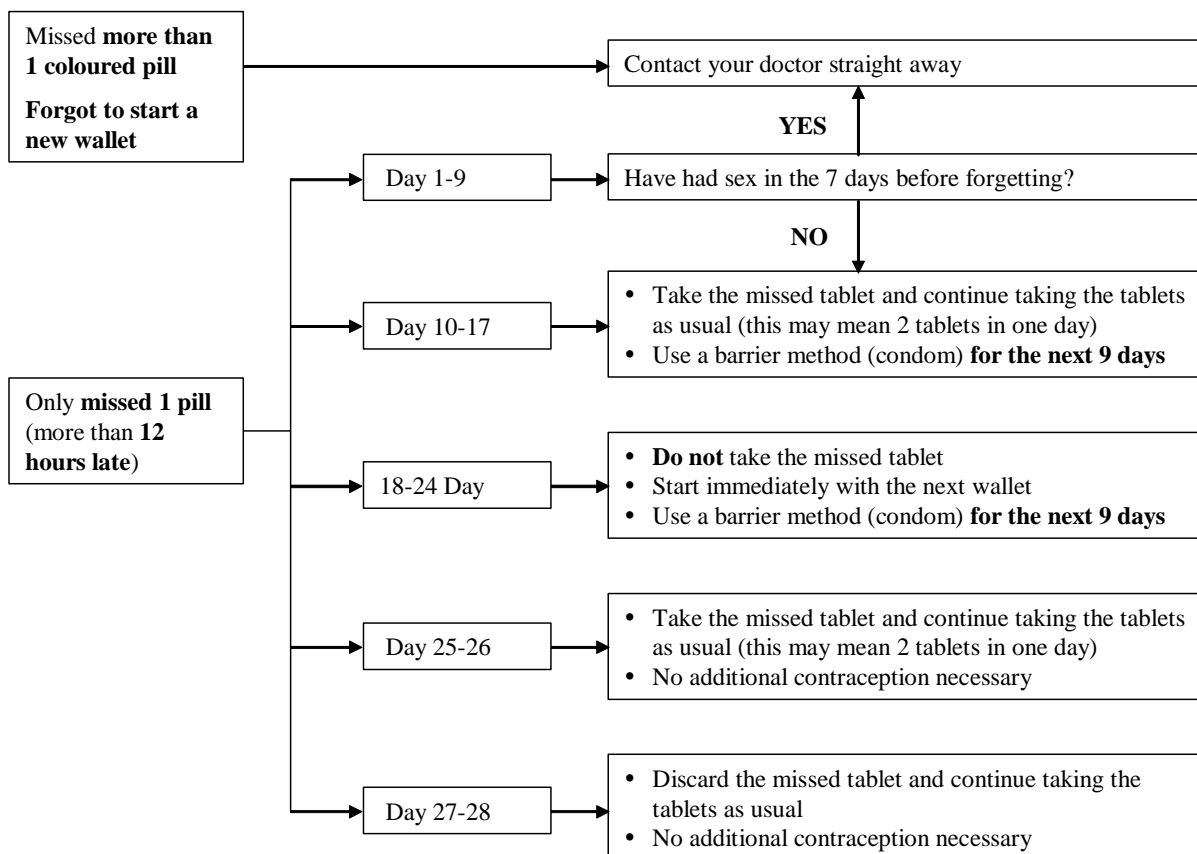 Missed more than
1 coloured pill
Forgot to start a
new wallet
Contact your doctor straight away
YES
Day 1-9
Have had sex in the 7 days before forgetting?
NO
Day 10-17
• Take the missed tablet and continue taking the tablets
as usual (this may mean 2 tablets in one day)
• Use a barrier method (condom) for the next 9 days
Only missed 1 pill
(more than 12
hours late)
18-24 Day
• Do not take the missed tablet
• Start immediately with the next wallet
• Use a barrier method (condom) for the next 9 days
Day 25-26
• Take the missed tablet and continue taking the tablets
as usual (this may mean 2 tablets in one day)
• No additional contraception necessary
Day 27-28
• Discard the missed tablet and continue taking the
tablets as usual
• No additional contraception necessary